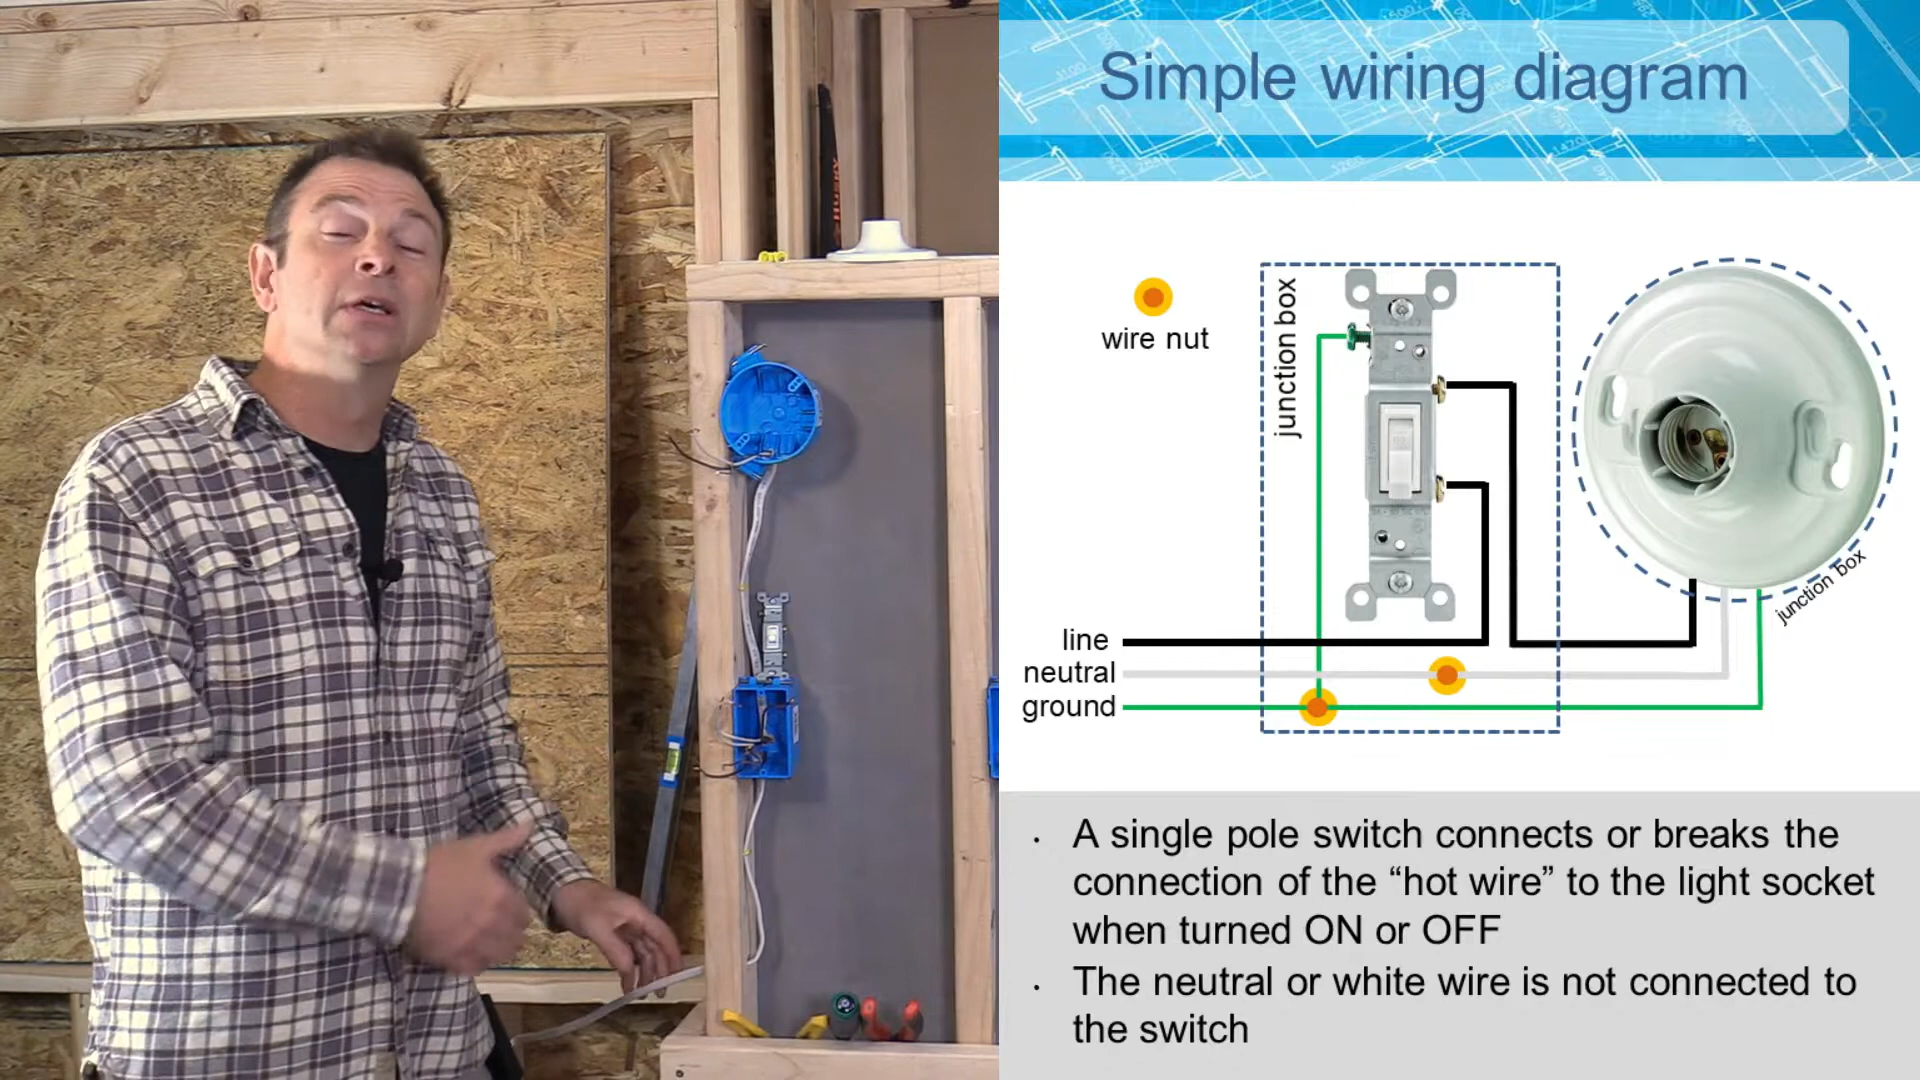 Simple wiring diagram
HUSKY
wire nut
junction box
junction box
line
neutral
ground
· A single pole switch connects or breaks the
connection of the “hot wire” to the light socket
when turned ON or OFF
· The neutral or white wire is not connected to
the switch